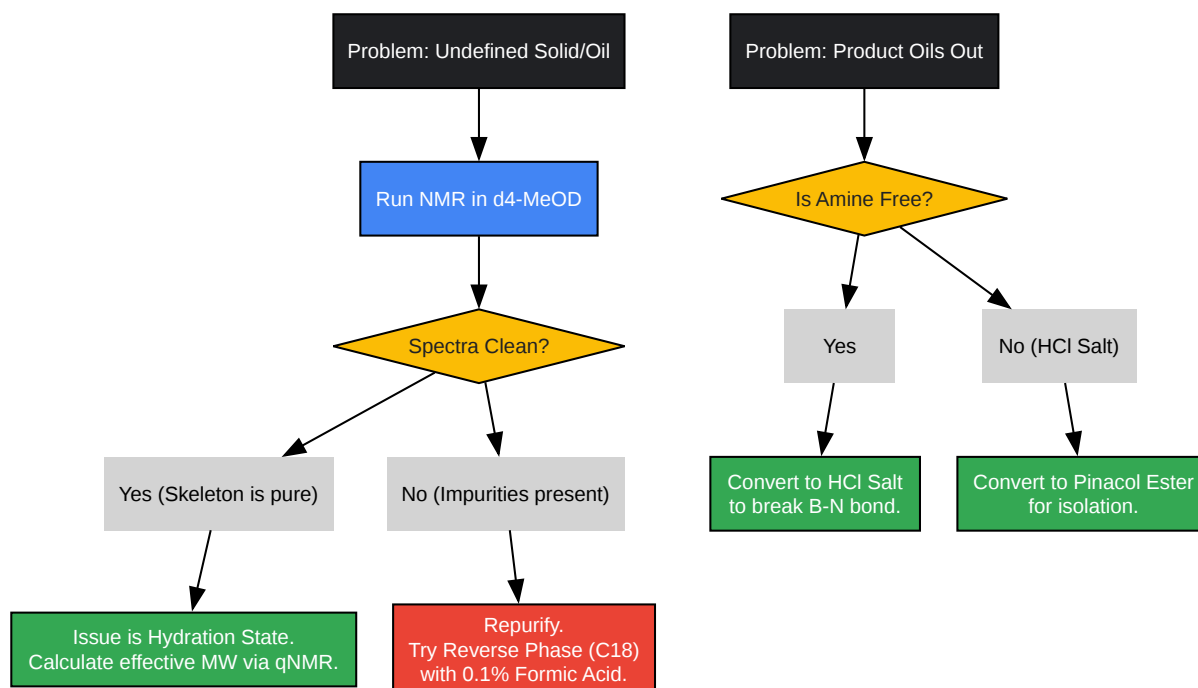 Problem: Undefined Solid/Oil
Problem: Product Oils Out
Run NMR in d4-MeOD
Is Amine Free?
Spectra Clean?
Yes
No (HCl Salt)
Yes (Skeleton is pure)
No (Impurities present)
Convert to HCl Salt
to break B-N bond.
Convert to Pinacol Ester
for isolation.
Issue is Hydration State.
Calculate effective MW via qNMR.
Repurify.
Try Reverse Phase (C18)
with 0.1% Formic Acid.